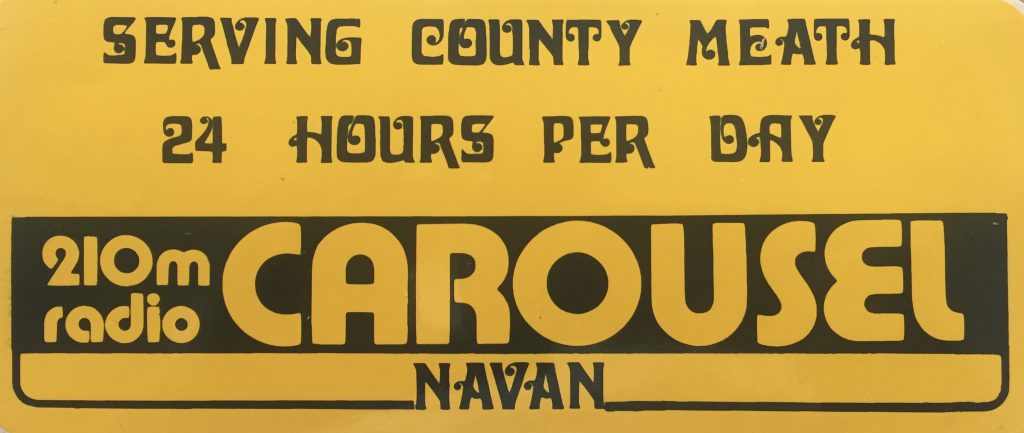 SERVING COUNTY MEATH
24 HOURS PER DAY
210m
radio
CAROUSEL
NAVAN